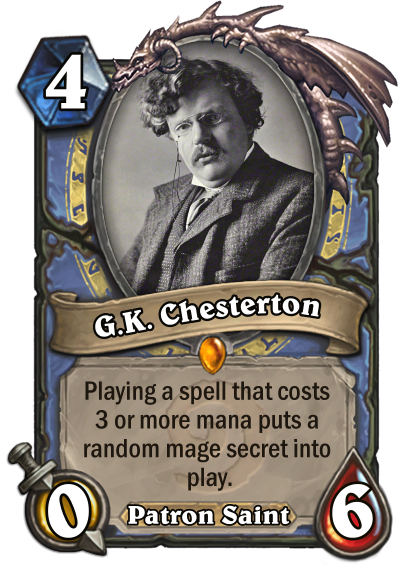 4
G.K. Chesterton
Playing a spell that costs
3 or more mana puts a
random mage secret into
play.
0
Patron Saint
6